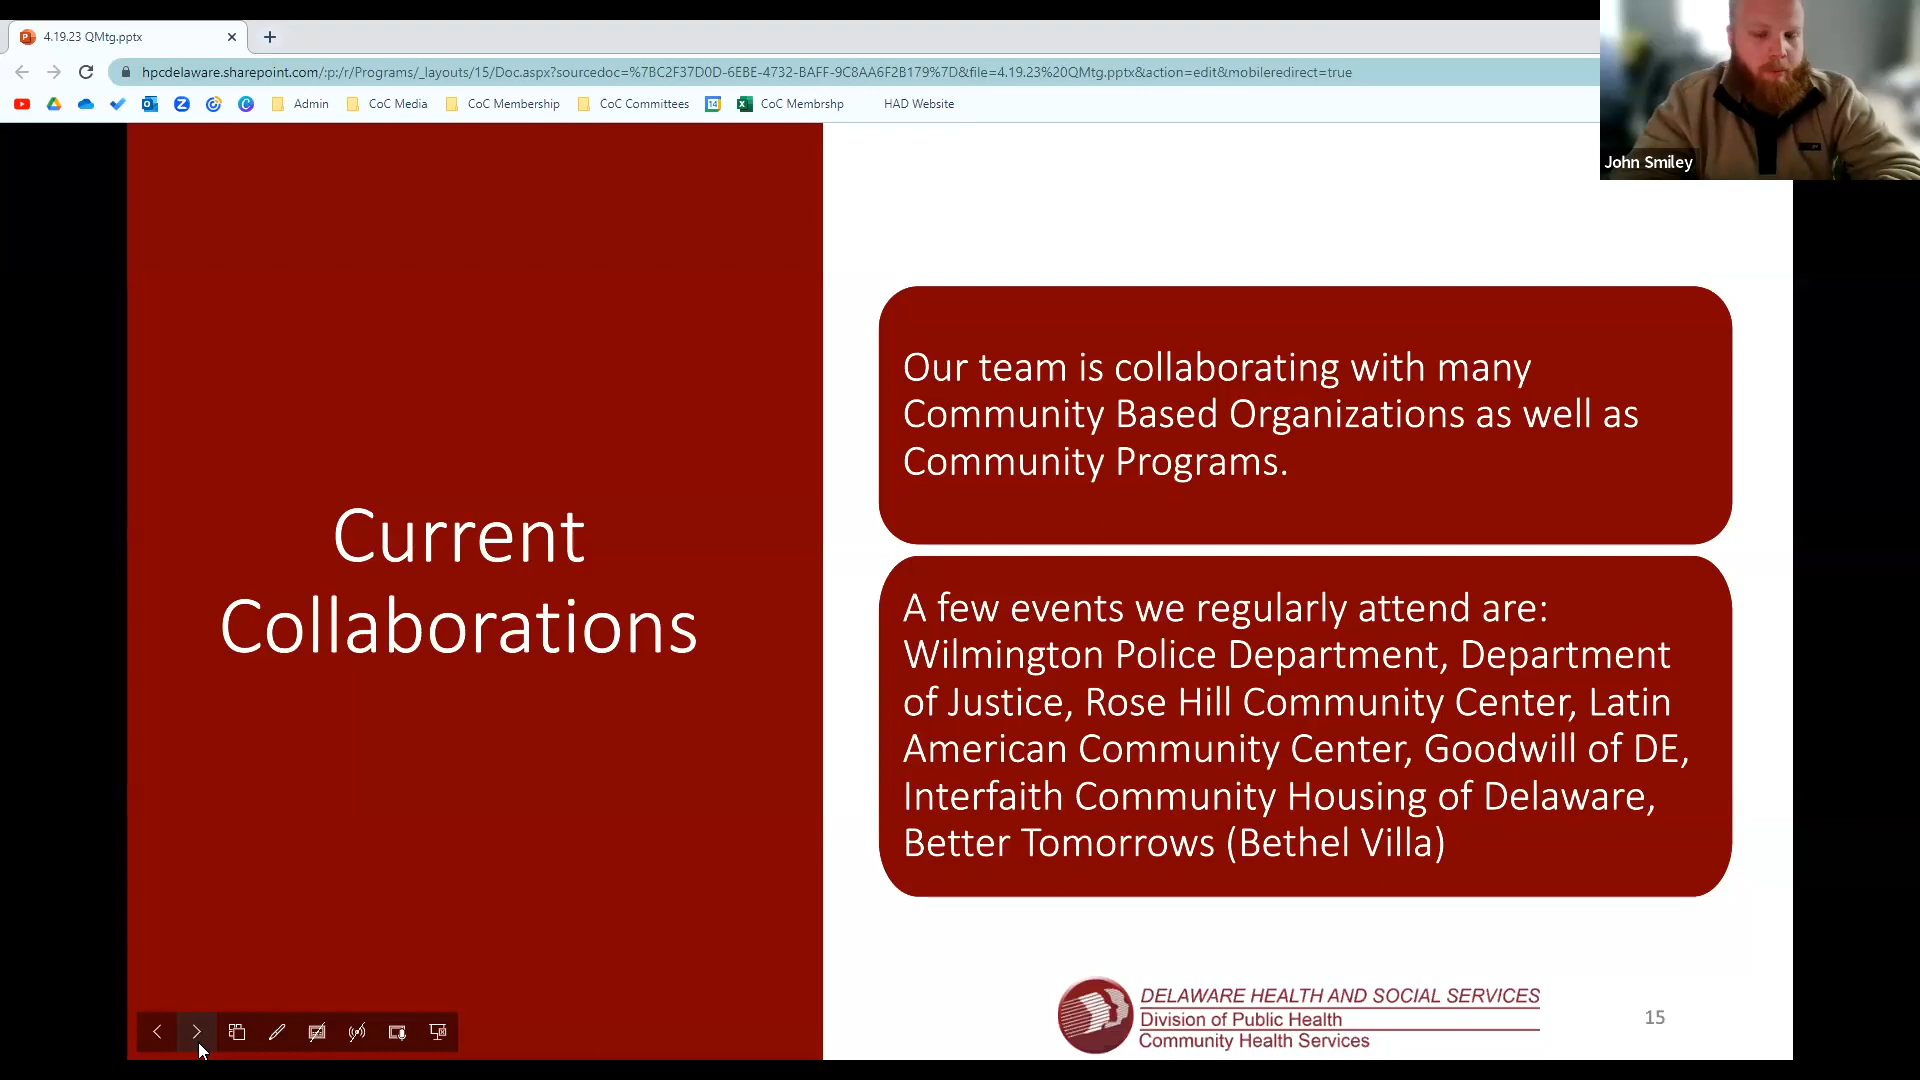 4.19.23 QMtg.pptx
hpcdelaware.sharepoint.com/:p:/r/Programs/_layouts/15/Doc.aspx?sourcedoc=%7BC2F37D0D-6EBE-4732-BAFF-9C8AA6F2B179%7D&file=4.19.23%20QMtg.pptx&action=edit&mobileredirect=true
Admin CoC Media CoC Membership CoC Committees 14 CoC Membrshp HAD Website
John Smiley
Current
Collaborations
Our team is collaborating with many
Community Based Organizations as well as
Community Programs.
A few events we regularly attend are:
Wilmington Police Department, Department
of Justice, Rose Hill Community Center, Latin
American Community Center, Goodwill of DE,
Interfaith Community Housing of Delaware,
Better Tomorrows (Bethel Villa)
DELAWARE HEALTH AND SOCIAL SERVICES
Division of Public Health
Community Health Services
15